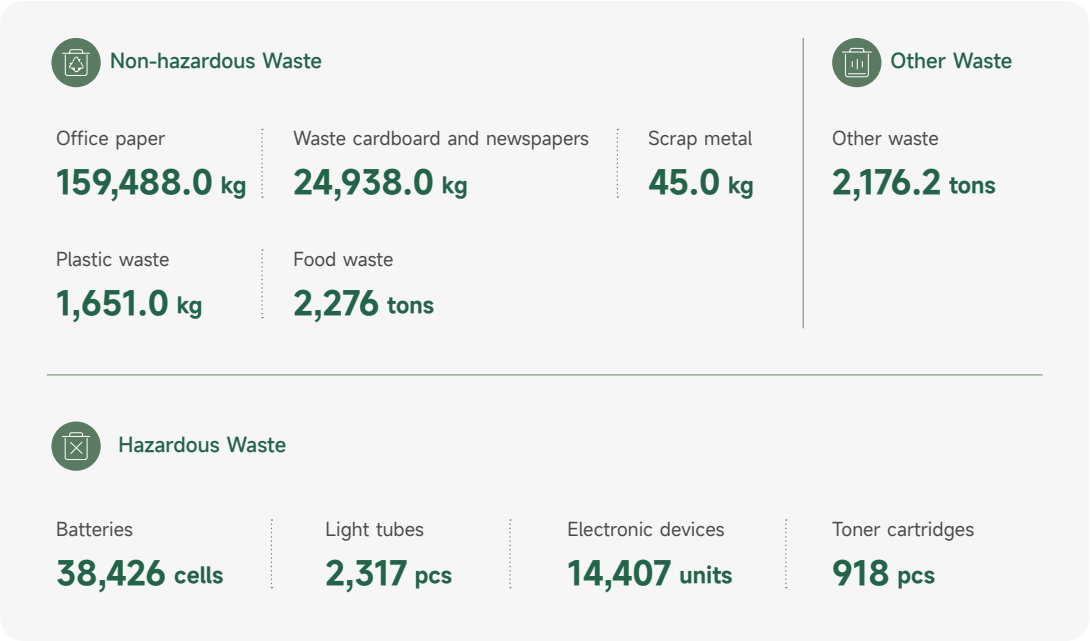 Non-hazardous Waste
Office paper
159,488.0 kg
Waste cardboard and newspapers
24,938.0 kg
Scrap metal
45.0 kg
Plastic waste
1,651.0 kg
Food waste
2,276 tons
Other Waste
Other waste
2,176.2 tons
Hazardous Waste
Batteries
38,426 cells
Light tubes
2,317 pcs
Electronic devices
14,407 units
Toner cartridges
918 pcs